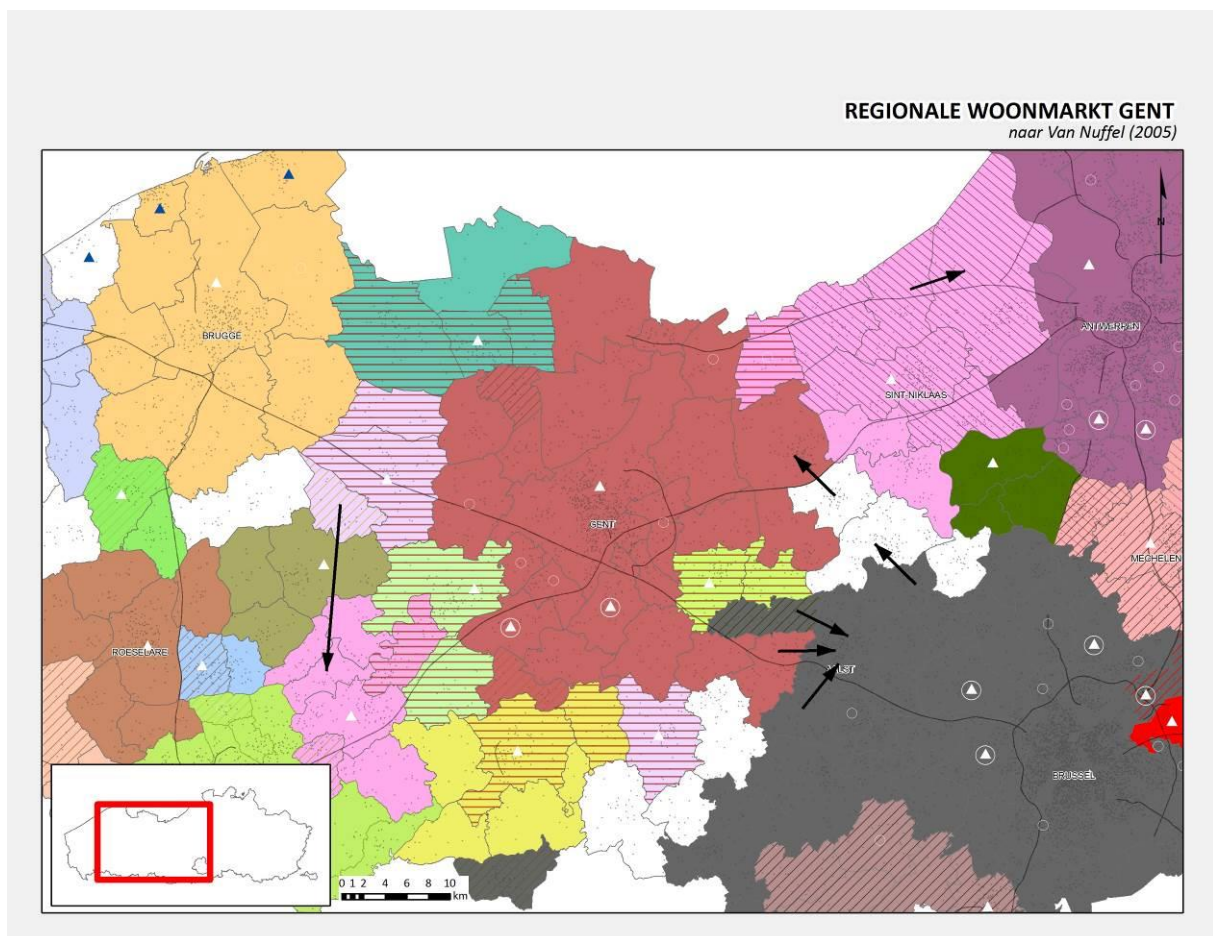 REGIONALE WOONMARKT GENT
naar Van Nuffel (2005)
N
BRUGGE
ANTWERPEN
SINT-NIKLAAS
GENT
MECHELEN
ROESELARE
AALST
BRUSSEL
0 1 2 4 6 8 10
km